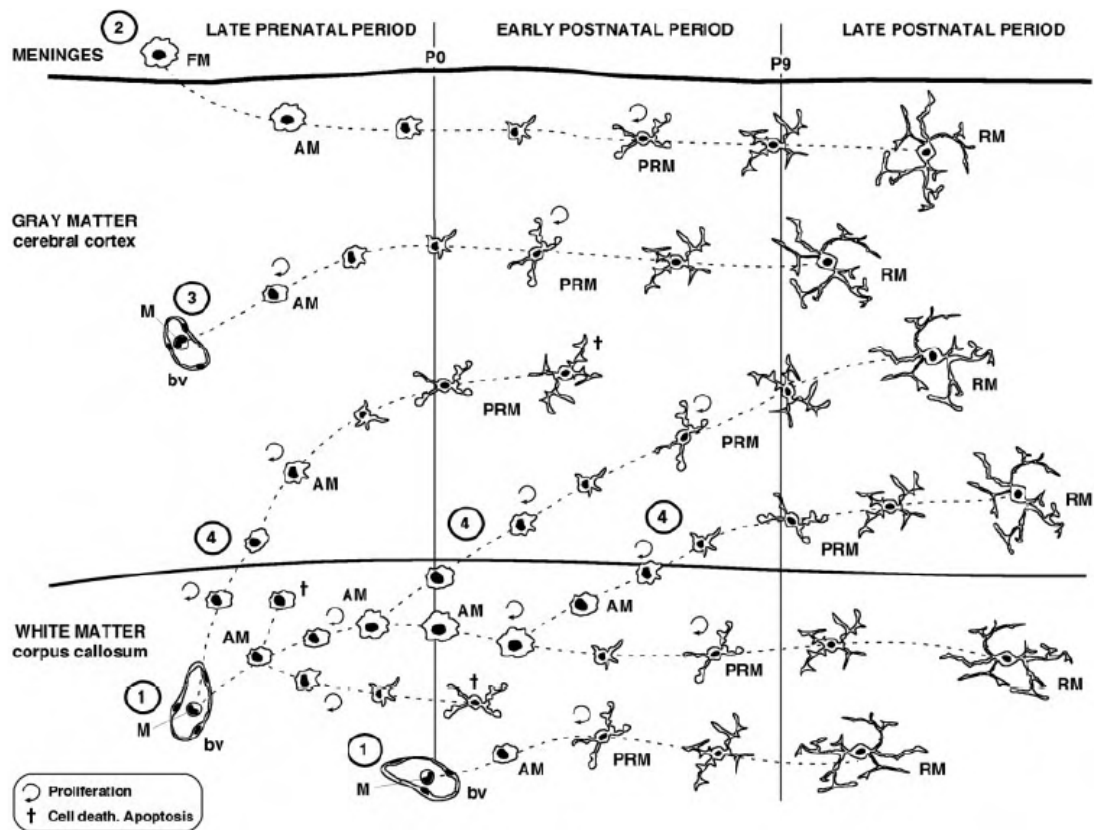 LATE PRENATAL PERIOD
EARLY POSTNATAL PERIOD
LATE POSTNATAL PERIOD
2
MENINGES
FM
P0
P9
AM
PRM
RM
GRAY MATTER
cerebral cortex
3
M
bv
AM
PRM
RM
†
PRM
AM
4
4
PRM
RM
4
PRM
RM
WHITE MATTER
corpus callosum
†
AM
AM
AM
AM
PRM
RM
1
M
bv
†
1
M
bv
AM
PRM
RM
Proliferation
† Cell death. Apoptosis